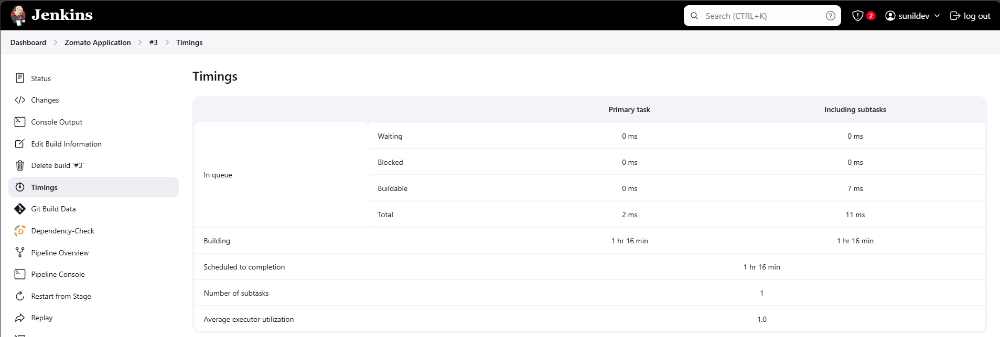 Jenkins
Search (CTRL+K)
2
sunildev
log out
Dashboard > Zomato Application > #3 > Timings
Status
Changes
Console Output
Edit Build Information
Delete build ‘#3’
Timings
Git Build Data
Dependency-Check
Pipeline Overview
Pipeline Console
Restart from Stage
Replay
Timings
Primary task Including subtasks
In queue
Waiting 0 ms 0 ms
Blocked 0 ms 0 ms
Buildable 0 ms 7 ms
Total 2 ms 11 ms
Building 1 hr 16 min 1 hr 16 min
Scheduled to completion 1 hr 16 min
Number of subtasks 1
Average executor utilization 1.0